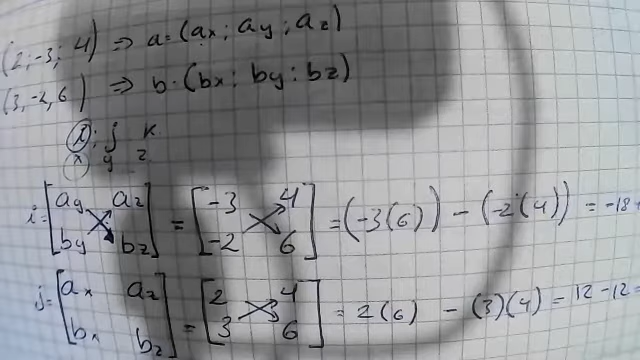 (2;-3;4) => a=(ax; ay; az)
(3,-2,6) => b·(bx; by; bz)
i; j k
x y z
i=[ay az by bz] = [-3 4 -2 6] = (-3(6)) - (-2(4)) = -18+
j=[ax az bx bz] = [2 4 3 6] = 2(6) - (3)(4) = 12-12=